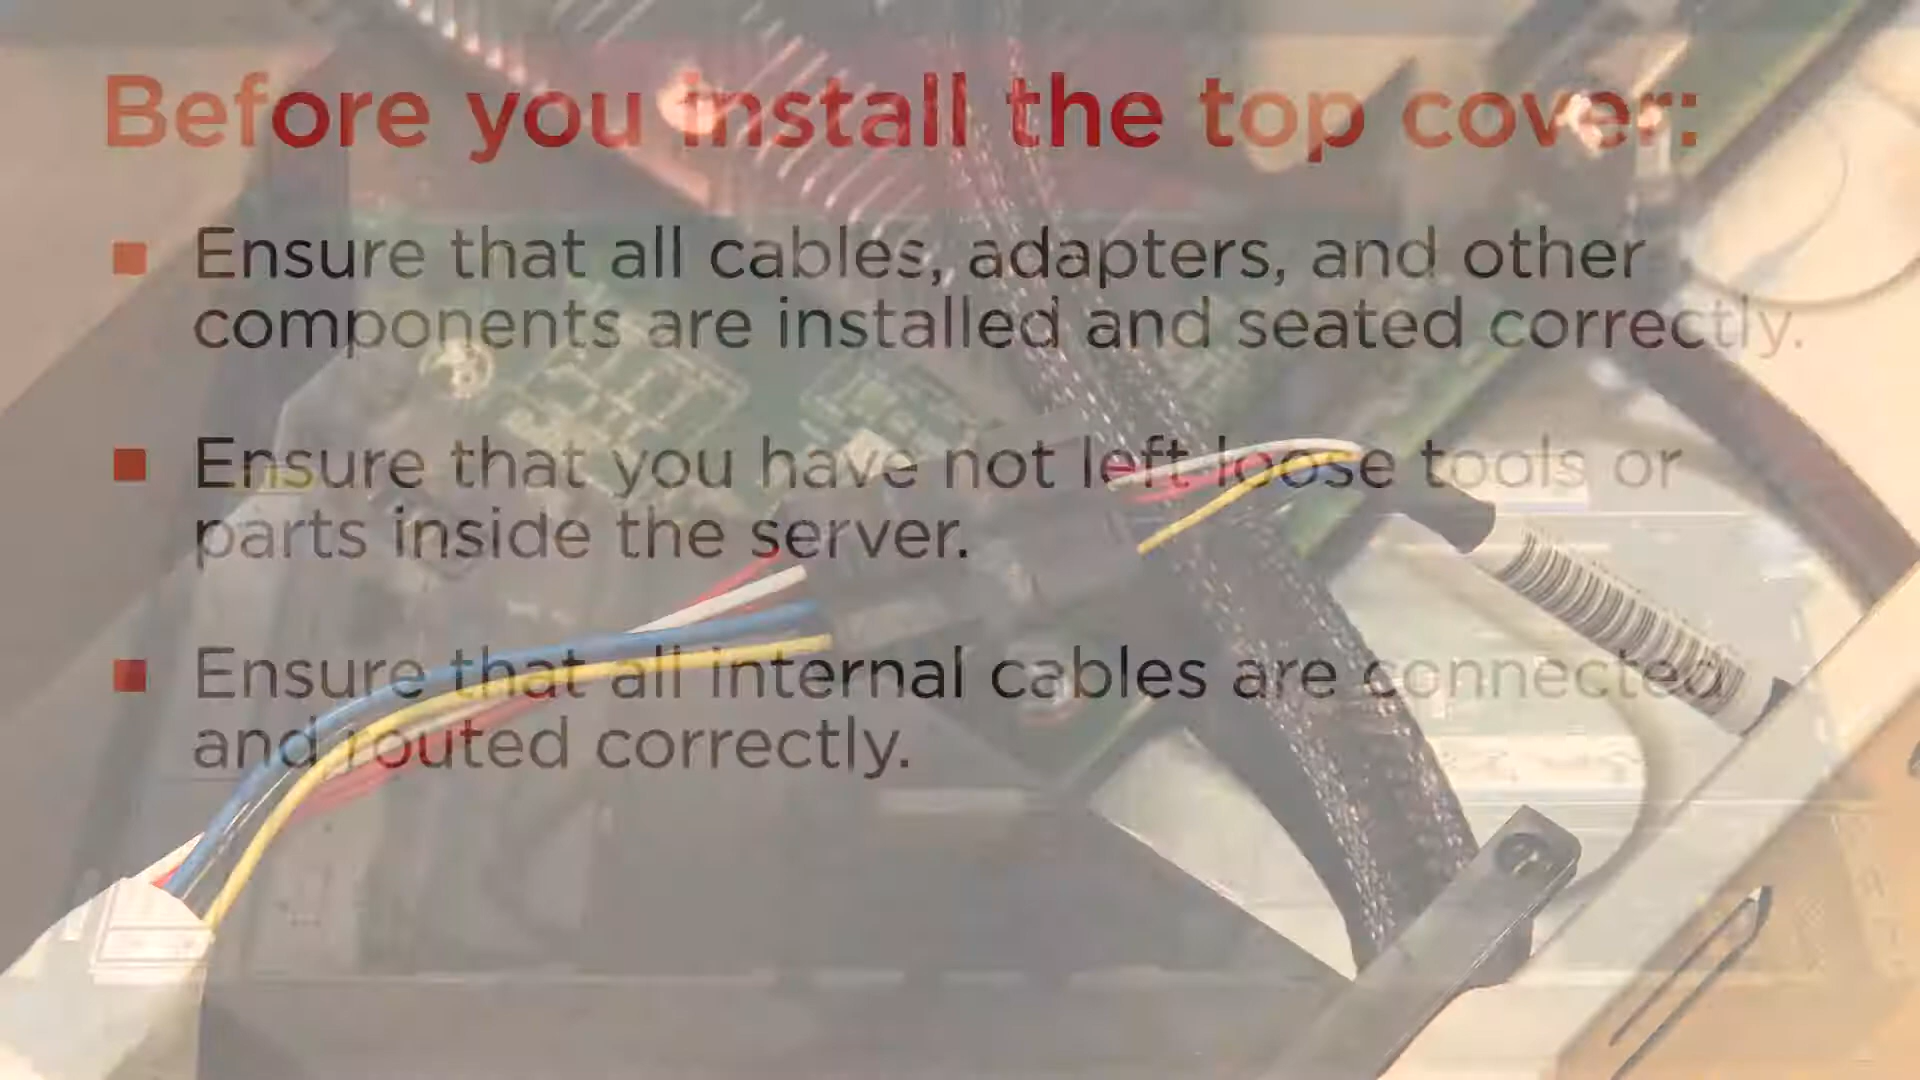 Before you install the top cover:
Ensure that all cables, adapters, and other
components are installed and seated correctly.
Ensure that you have not left loose tools or
parts inside the server.
Ensure that all internal cables are connected
and routed correctly.